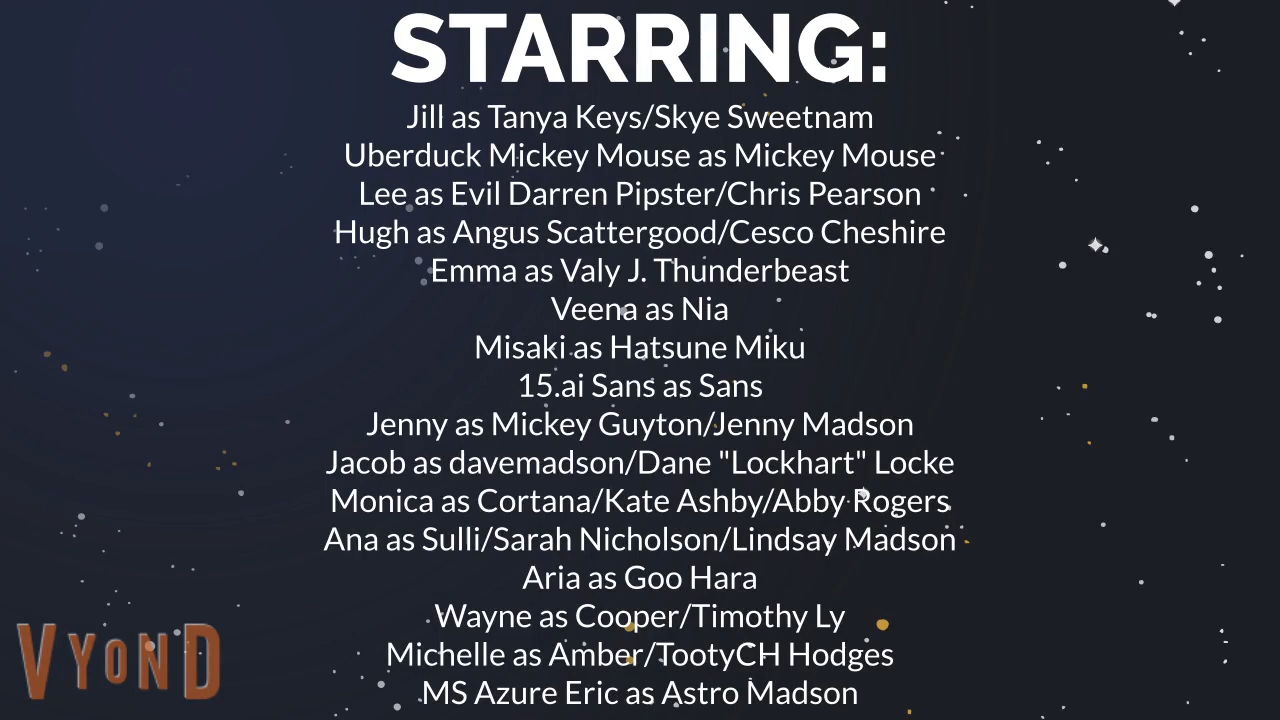 STARRING:
Jill as Tanya Keys/Skye Sweetnam
Uberduck Mickey Mouse as Mickey Mouse
Lee as Evil Darren Pipster/Chris Pearson
Hugh as Angus Scattergood/Cesco Cheshire
Emma as Valy J. Thunderbeast
Veena as Nia
Misaki as Hatsune Miku
15.ai Sans as Sans
Jenny as Mickey Guyton/Jenny Madson
Jacob as davemadson/Dane "Lockhart" Locke
Monica as Cortana/Kate Ashby/Abby Rogers
Ana as Sulli/Sarah Nicholson/Lindsay Madson
Aria as Goo Hara
Wayne as Cooper/Timothy Ly
Michelle as Amber/TootyCH Hodges
MS Azure Eric as Astro Madson
VYOND